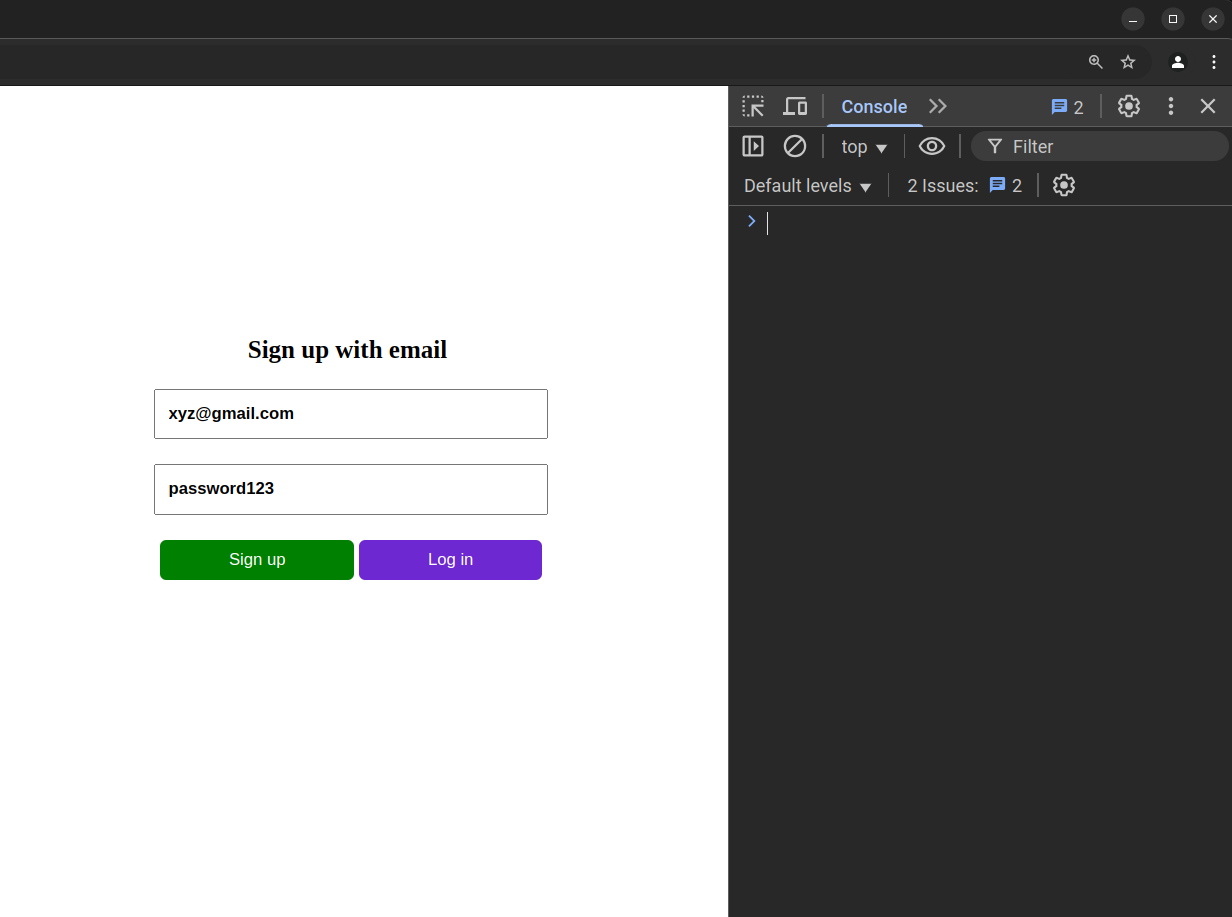 Console
2
top
Filter
Default levels
2 Issues:
2
Sign up with email
xyz@gmail.com
password123
Sign up
Log in